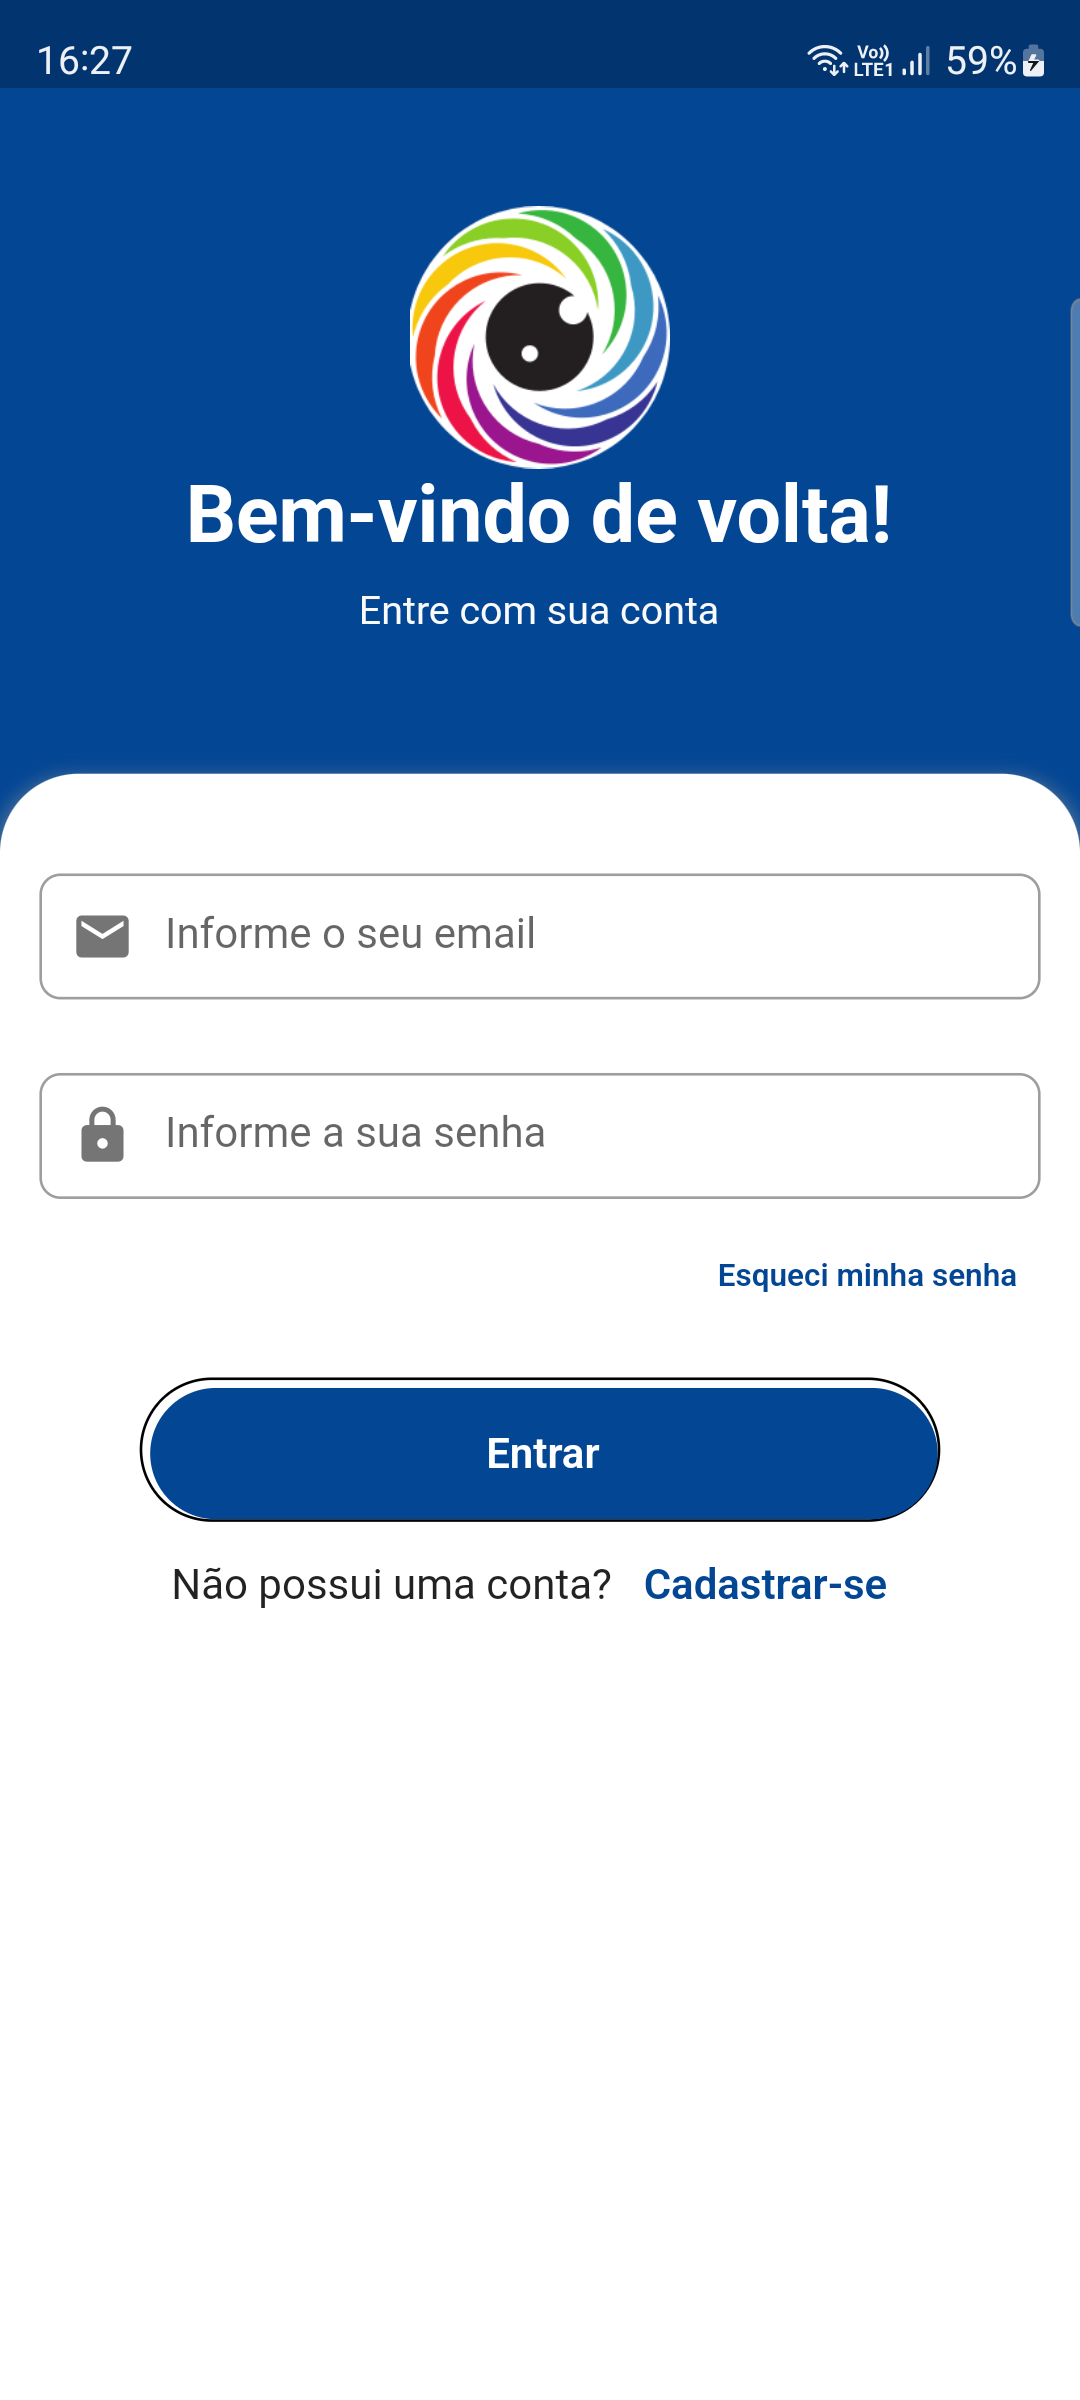 16:27 Vo)) LTE1 59%
Bem-vindo de volta!
Entre com sua conta
Informe o seu email
Informe a sua senha
Esqueci minha senha
Entrar
Não possui uma conta? Cadastrar-se